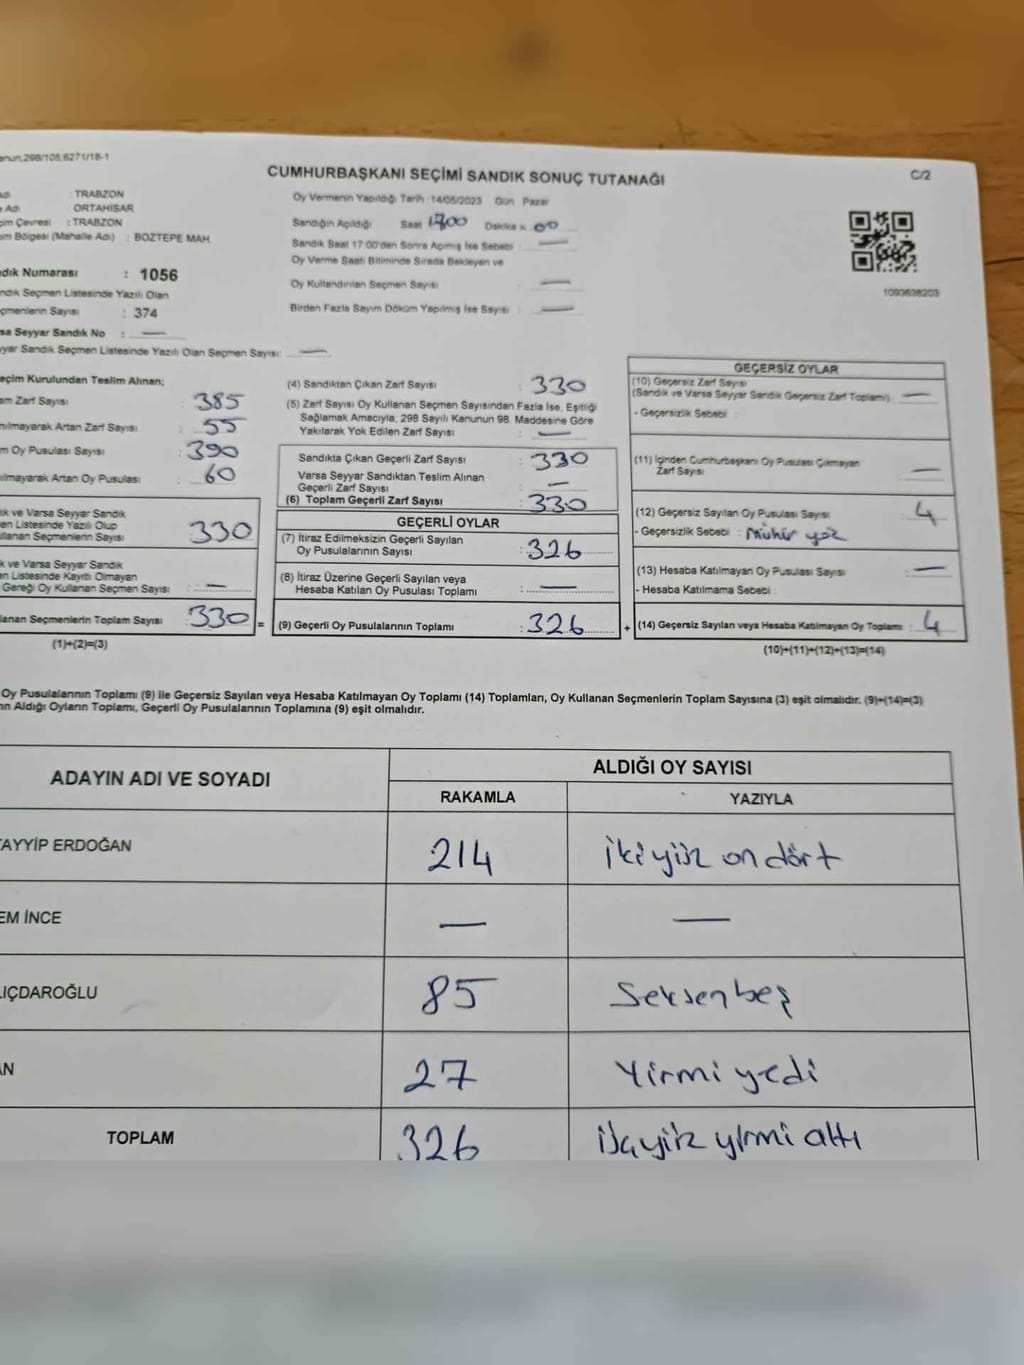 anun,298/105,6271/18-1
CUMHURBAŞKANI SEÇİMİ SANDIK SONUÇ TUTANAĞI
C/2
Adı : TRABZON
e Adı ORTAHİSAR
çim Çevresi : TRABZON
im Bölgesi (Mahalle Adı) : BOZTEPE MAH.
Oy Vermenin Yapıldığı Tarih : 14/05/2023 Gün : Pazar
Sandığın Açıldığı Saat 17:00 Dakika 00
Sandık Saat 17:00'den Sonra Açılmış İse Sebebi : —
Oy Verme Saati Bitiminde Sırada Bekleyen ve
Oy Kullandırılan Seçmen Sayısı : —
Birden Fazla Sayım Döküm Yapılmış İse Sayısı : —
1093638203
ndık Numarası : 1056
ndık Seçmen Listesinde Yazılı Olan
çmenlerin Sayısı : 374
sa Seyyar Sandık No : —
yyar Sandık Seçmen Listesinde Yazılı Olan Seçmen Sayısı: —
eçim Kurulundan Teslim Alınan;
am Zarf Sayısı : 385
nılmayarak Artan Zarf Sayısı : 55
m Oy Pusulası Sayısı : 390
ılmayarak Artan Oy Pusulası : 60
ık ve Varsa Seyyar Sandık
en Listesinde Yazılı Olup
ullanan Seçmenlerin Sayısı 330
k ve Varsa Seyyar Sandık
en Listesinde Kayıtlı Olmayan
Gereği Oy Kullanan Seçmen Sayısı : —
lanan Seçmenlerin Toplam Sayısı : 330 =
(1)+(2)=(3)
(4) Sandıktan Çıkan Zarf Sayısı : 330
(5) Zarf Sayısı Oy Kullanan Seçmen Sayısından Fazla İse, Eşitliği
Sağlamak Amacıyla, 298 Sayılı Kanunun 98. Maddesine Göre
Yakılarak Yok Edilen Zarf Sayısı : —
Sandıkta Çıkan Geçerli Zarf Sayısı : 330
Varsa Seyyar Sandıktan Teslim Alınan
Geçerli Zarf Sayısı : —
(6) Toplam Geçerli Zarf Sayısı : 330
GEÇERLİ OYLAR
(7) İtiraz Edilmeksizin Geçerli Sayılan
Oy Pusulalarının Sayısı : 326
(8) İtiraz Üzerine Geçerli Sayılan veya
Hesaba Katılan Oy Pusulası Toplamı : —
(9) Geçerli Oy Pusulalarının Toplamı : 326 +
GEÇERSİZ OYLAR
(10) Geçersiz Zarf Sayısı
(Sandık ve Varsa Seyyar Sandık Geçersiz Zarf Toplamı) : —
- Geçersizlik Sebebi :
(11) İçinden Cumhurbaşkanı Oy Pusulası Çıkmayan
Zarf Sayısı : —
(12) Geçersiz Sayılan Oy Pusulası Sayısı : 4
- Geçersizlik Sebebi : Mühür yok
(13) Hesaba Katılmayan Oy Pusulası Sayısı : —
- Hesaba Katılmama Sebebi :
(14) Geçersiz Sayılan veya Hesaba Katılmayan Oy Toplamı : 4
(10)+(11)+(12)+(13)=(14)
Oy Pusulalarının Toplamı (9) ile Geçersiz Sayılan veya Hesaba Katılmayan Oy Toplamı (14) Toplamları, Oy Kullanan Seçmenlerin Toplam Sayısına (3) eşit olmalıdır. (9)+(14)=(3)
ın Aldığı Oyların Toplamı, Geçerli Oy Pusulalarının Toplamına (9) eşit olmalıdır.
ADAYIN ADI VE SOYADI
ALDIĞI OY SAYISI
RAKAMLA YAZIYLA
TAYYİP ERDOĞAN 214 iki yüz on dört
EM İNCE — —
LIÇDAROĞLU 85 Seksen beş
AN 27 Yirmi yedi
TOPLAM 326 üçyüz yirmi altı